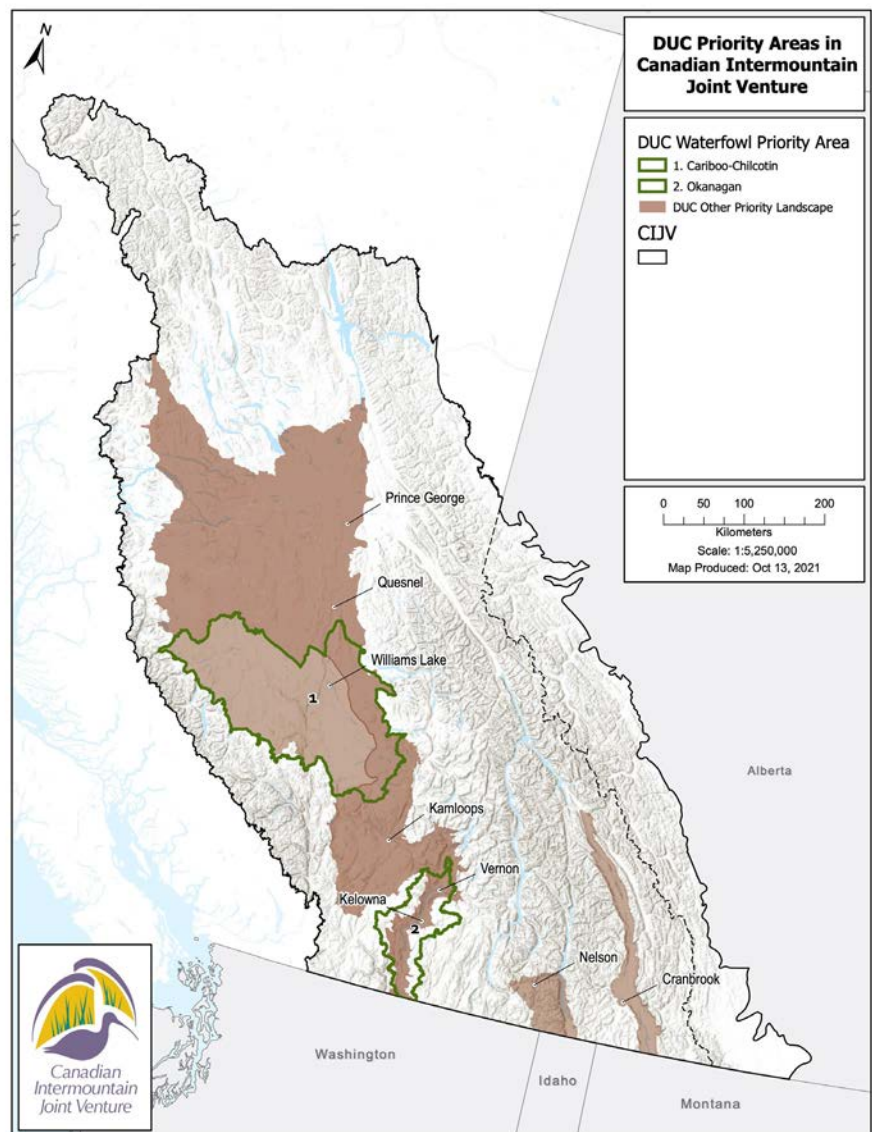 N
DUC Priority Areas in
Canadian Intermountain
Joint Venture
DUC Waterfowl Priority Area
1. Cariboo-Chilcotin
2. Okanagan
DUC Other Priority Landscape
CIJV
0 50 100 200
Kilometers
Scale: 1:5,250,000
Map Produced: Oct 13, 2021
Prince George
Quesnel
Williams Lake
1
Alberta
Kamloops
Vernon
Kelowna
2
Nelson
Cranbrook
Washington
Idaho
Montana
Canadian
Intermountain
Joint Venture